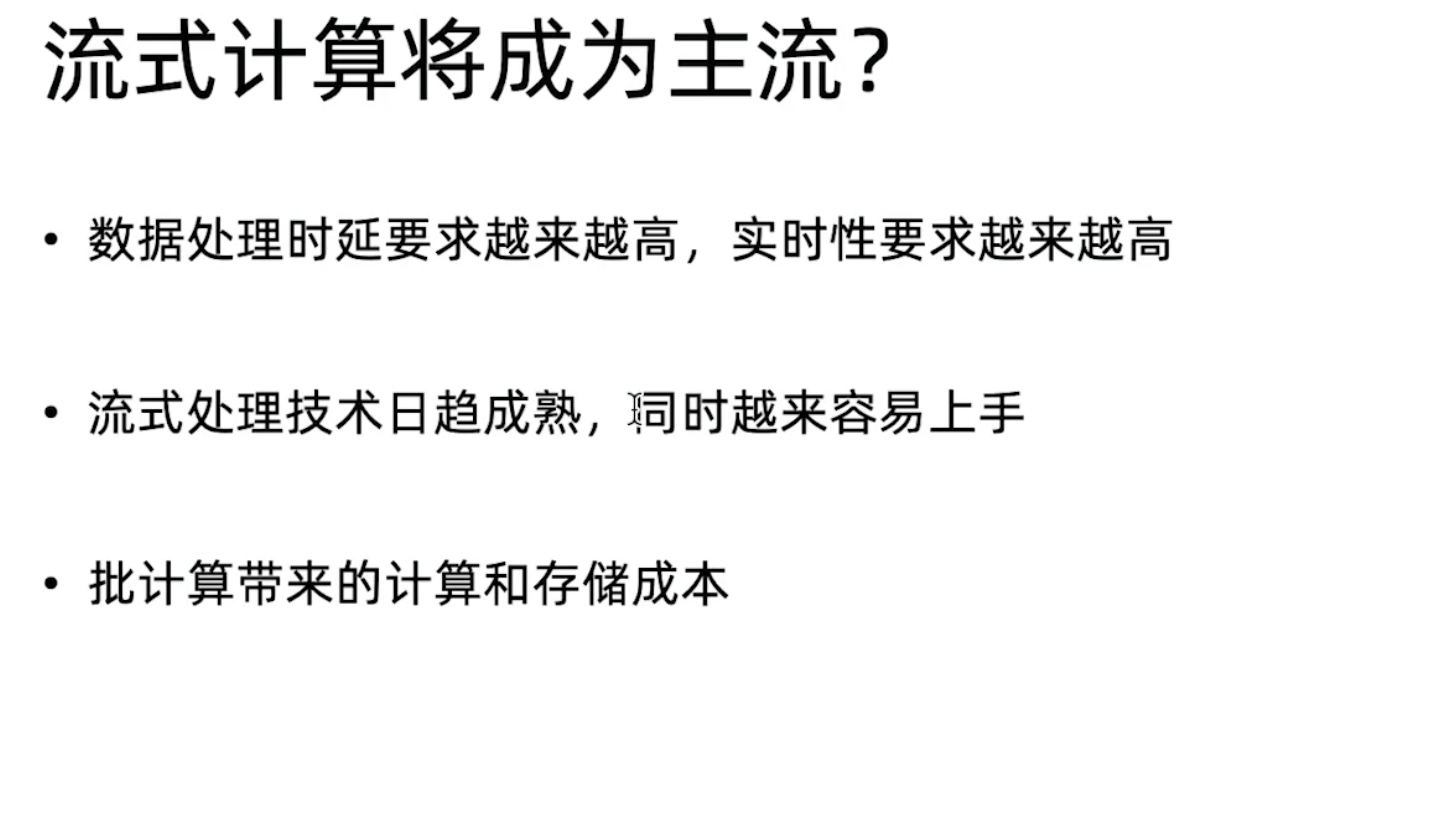 流式计算将成为主流？
• 数据处理时延要求越来越高，实时性要求越来越高
• 流式处理技术日趋成熟，同时越来容易上手
• 批计算带来的计算和存储成本